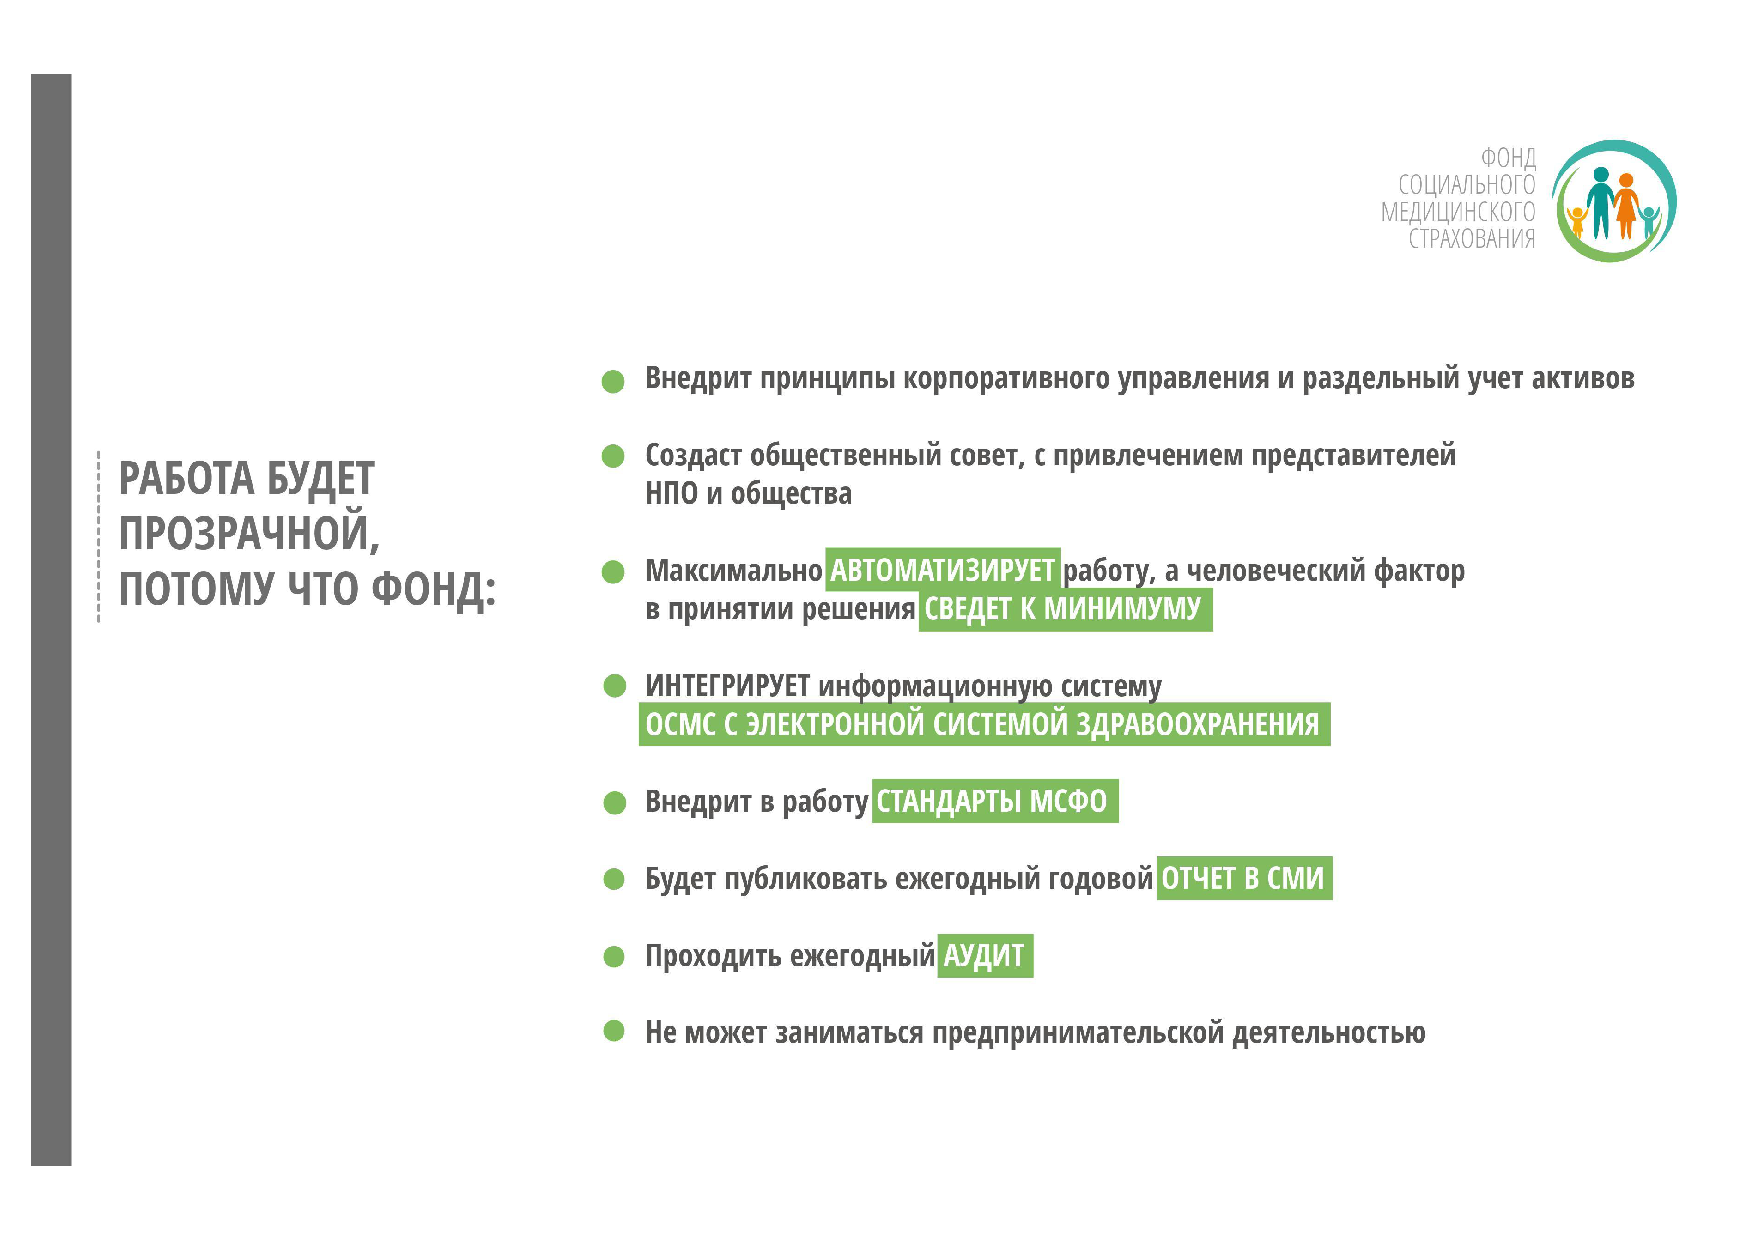 ФОНД
СОЦИАЛЬНОГО
МЕДИЦИНСКОГО
СТРАХОВАНИЯ
РАБОТА БУДЕТ
ПРОЗРАЧНОЙ,
ПОТОМУ ЧТО ФОНД:
Внедрит принципы корпоративного управления и раздельный учет активов
Создаст общественный совет, с привлечением представителей
НПО и общества
Максимально АВТОМАТИЗИРУЕТ работу, а человеческий фактор
в принятии решения СВЕДЕТ К МИНИМУМУ
ИНТЕГРИРУЕТ информационную систему
ОСМС С ЭЛЕКТРОННОЙ СИСТЕМОЙ ЗДРАВООХРАНЕНИЯ
Внедрит в работу СТАНДАРТЫ МСФО
Будет публиковать ежегодный годовой ОТЧЕТ В СМИ
Проходить ежегодный АУДИТ
Не может заниматься предпринимательской деятельностью